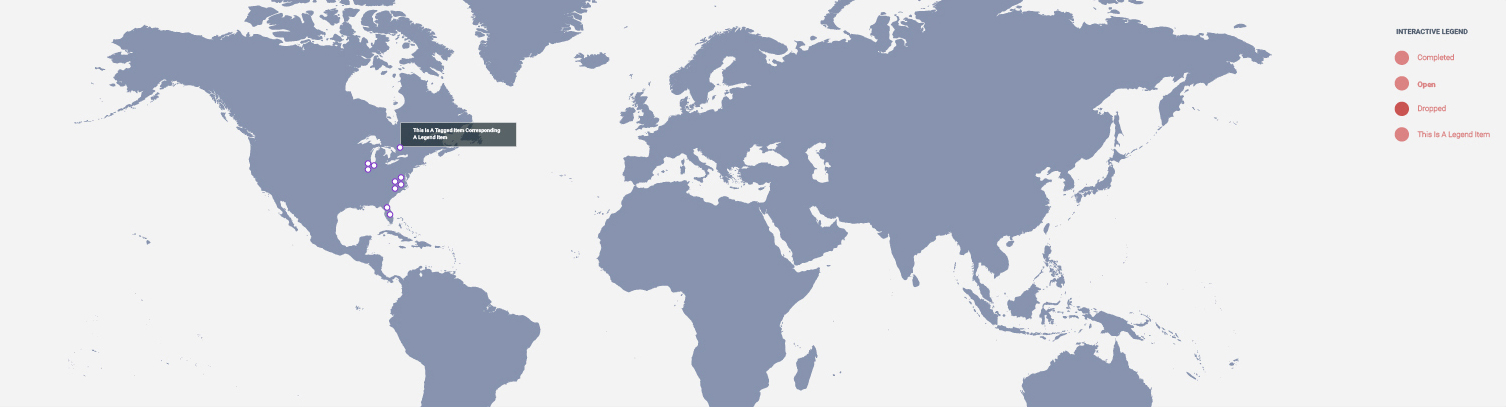 INTERACTIVE LEGEND
Completed
Open
Dropped
This Is A Legend Item
This Is A Tagged Item Corresponding
A Legend Item